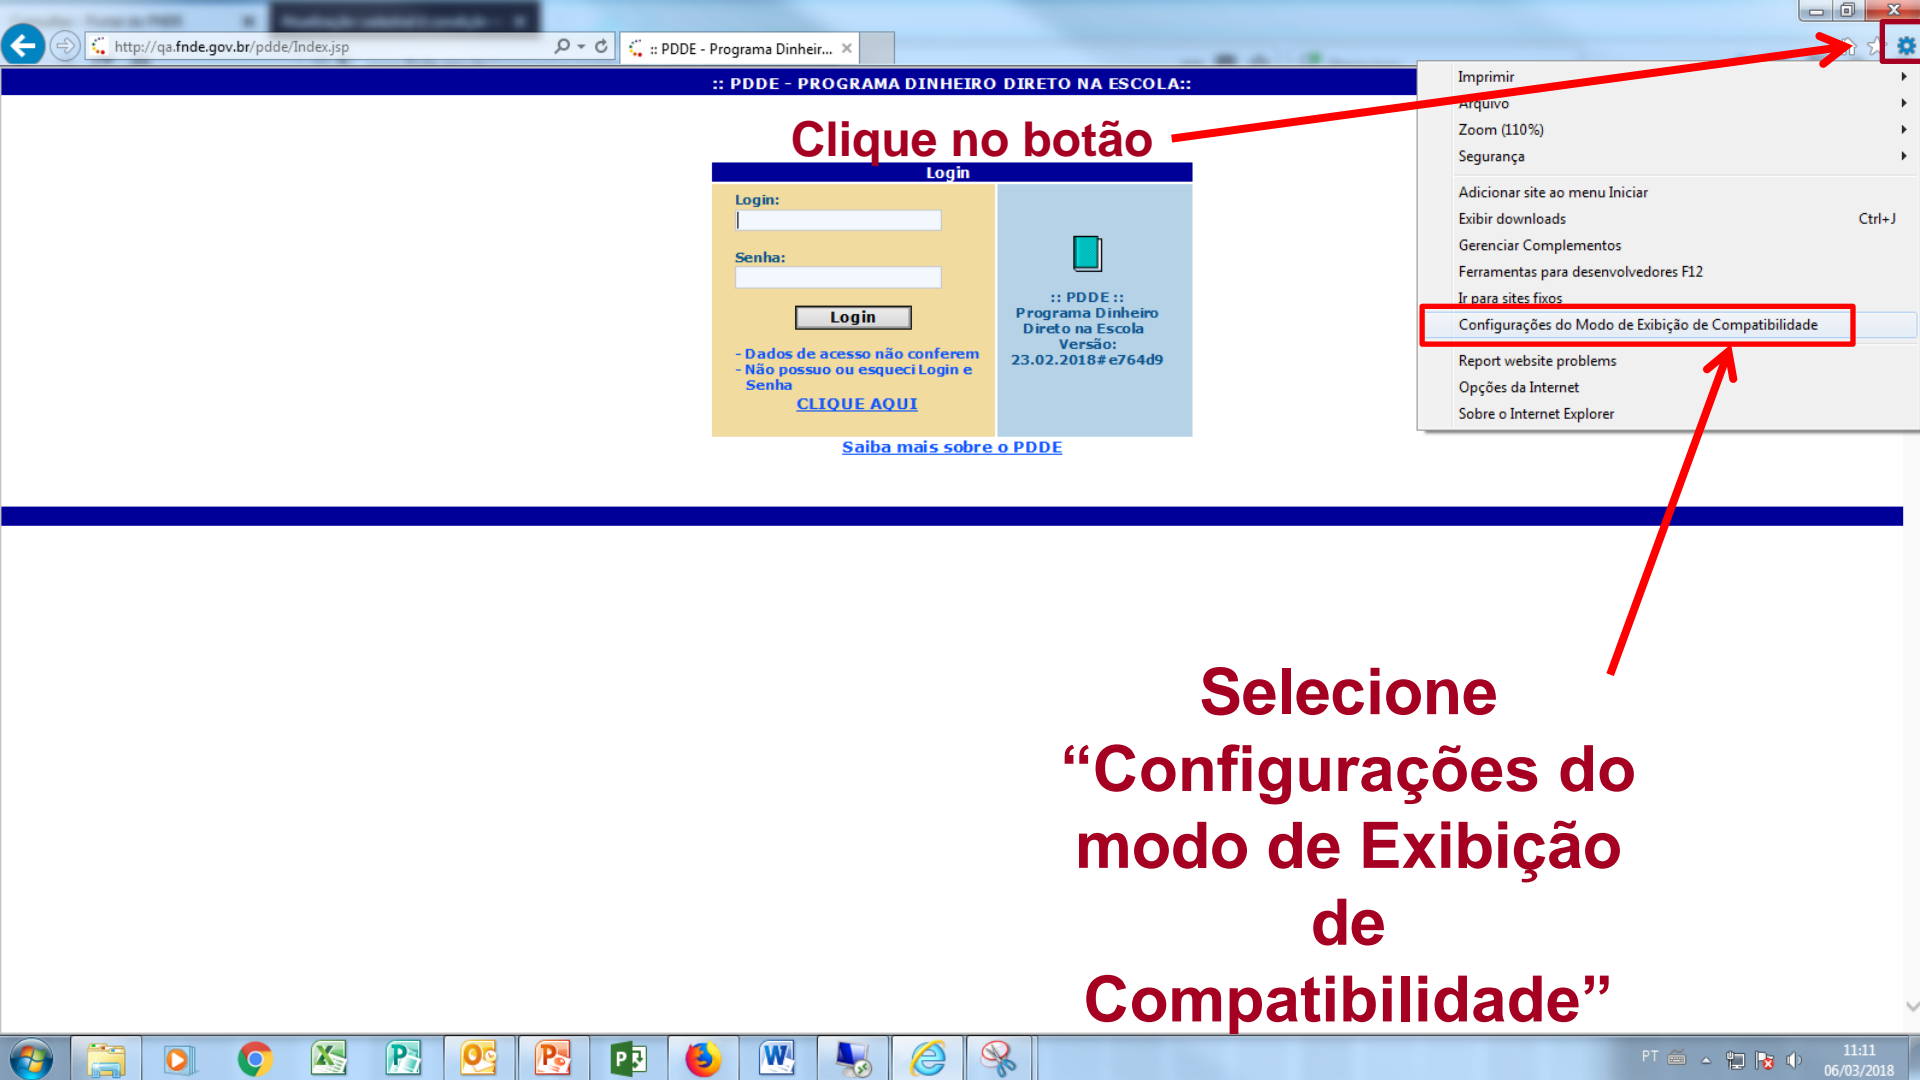 http://qa.fnde.gov.br/pdde/Index.jsp
:: PDDE - Programa Dinheir...
:: PDDE - PROGRAMA DINHEIRO DIRETO NA ESCOLA::
Clique no botão
Login
Login:
Senha:
Login
- Dados de acesso não conferem
- Não possuo ou esqueci Login e
Senha
CLIQUE AQUI
:: PDDE ::
Programa Dinheiro
Direto na Escola
Versão:
23.02.2018#e764d9
Saiba mais sobre o PDDE
Imprimir
Arquivo
Zoom (110%)
Segurança
Adicionar site ao menu Iniciar
Exibir downloads Ctrl+J
Gerenciar Complementos
Ferramentas para desenvolvedores F12
Ir para sites fixos
Configurações do Modo de Exibição de Compatibilidade
Report website problems
Opções da Internet
Sobre o Internet Explorer
Selecione
“Configurações do
modo de Exibição
de
Compatibilidade”
PT
11:11
06/03/2018